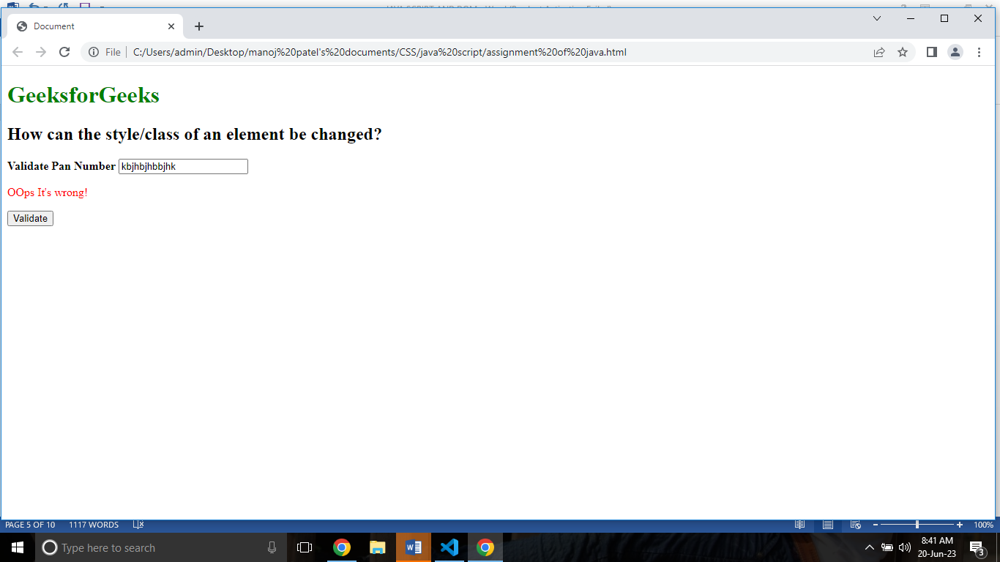 Document
File
C:/Users/admin/Desktop/manoj%20patel's%20documents/CSS/java%20script/assignment%20of%20java.html
GeeksforGeeks
How can the style/class of an element be changed?
Validate Pan Number kbjhbjhbbjhk
OOps It's wrong!
Validate
PAGE 5 OF 10 1117 WORDS 100%
Type here to search
8:41 AM
20-Jun-23
3